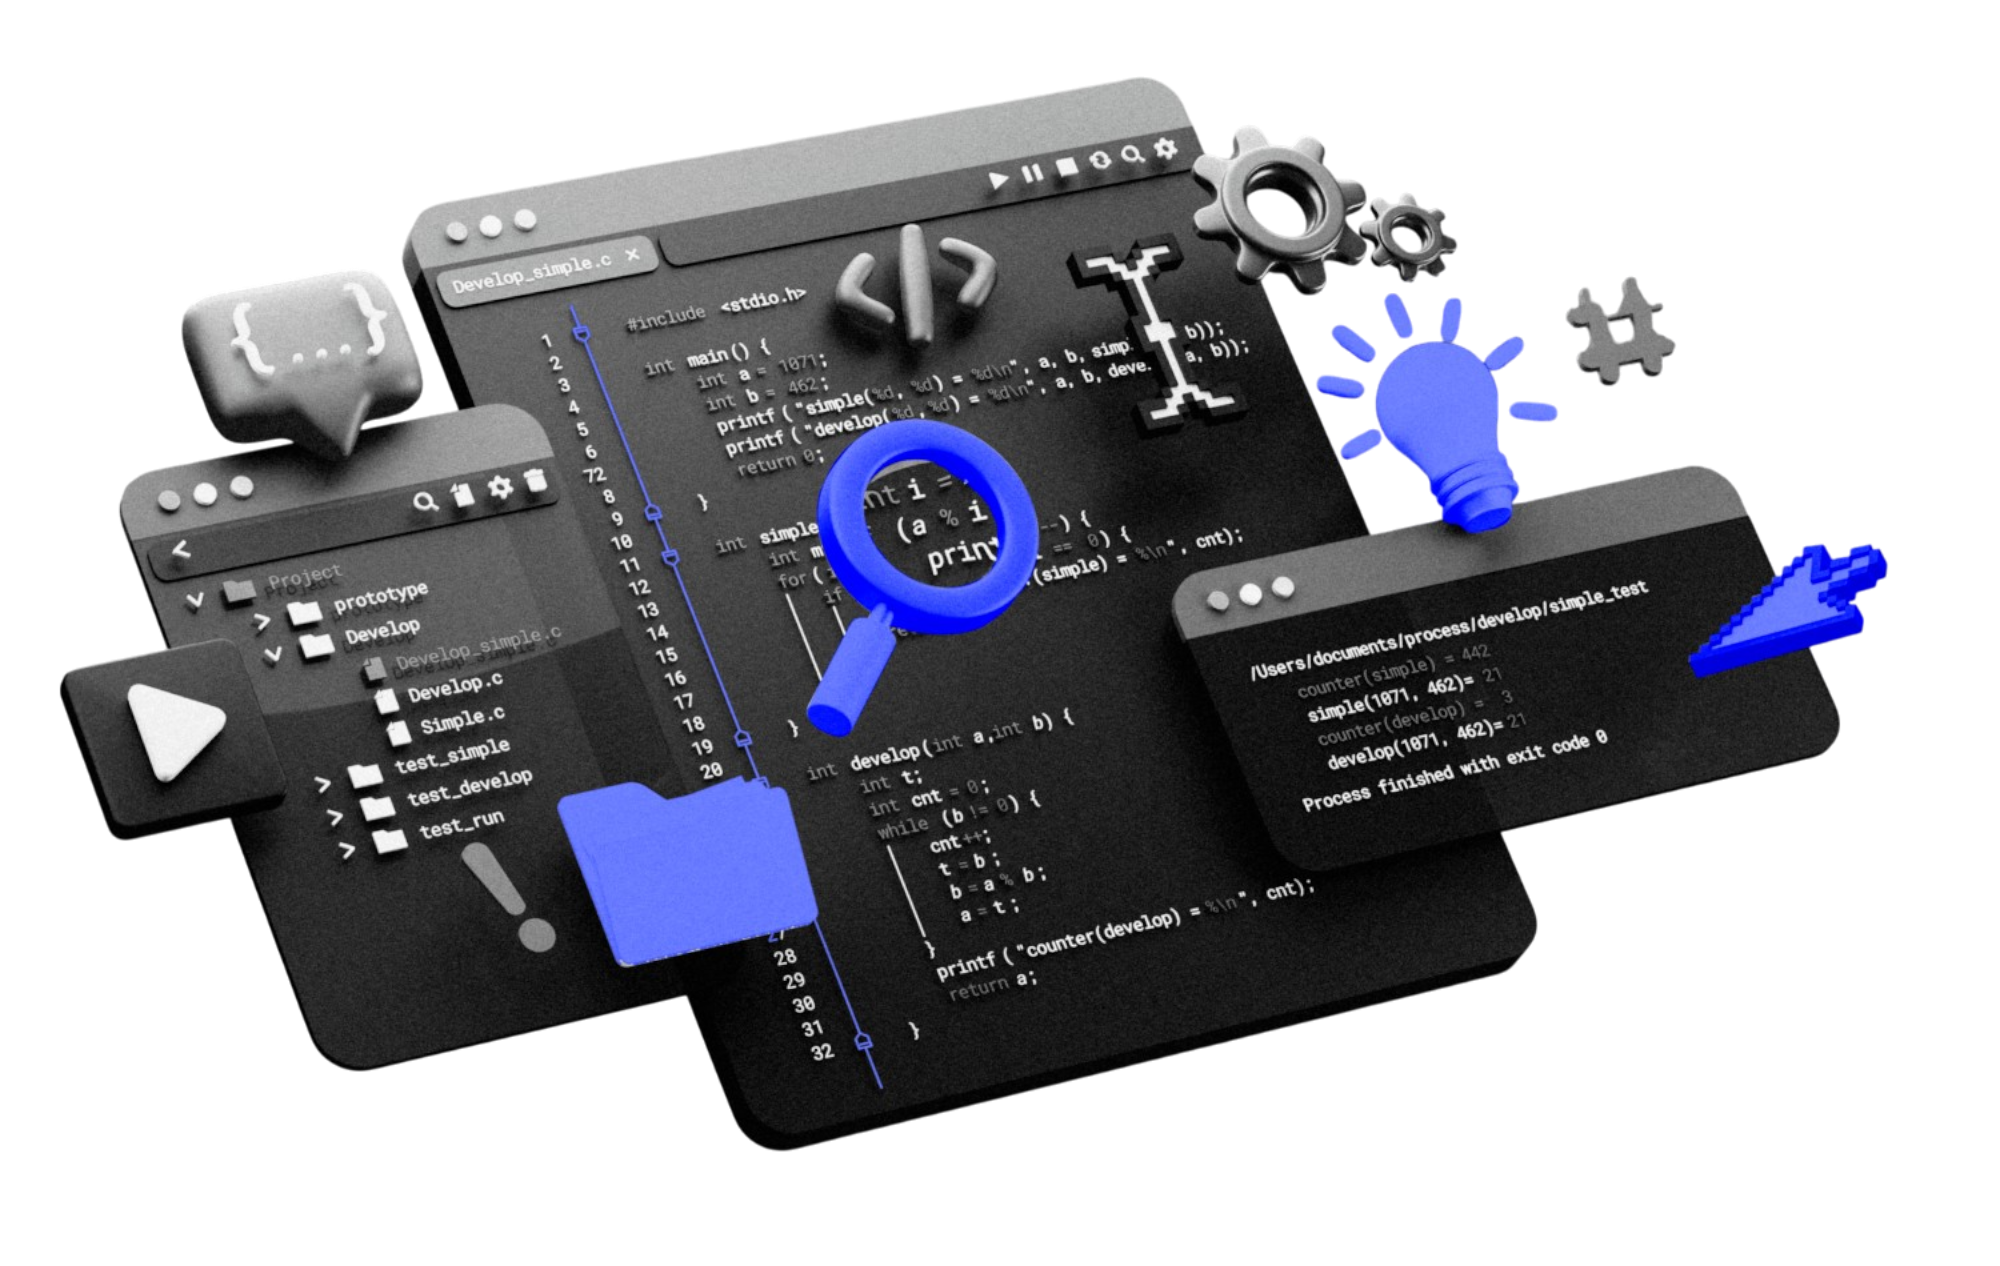 {...}
Develop_simple.c ×
</>
1
2
3
4
5
6
72
8
9
10
11
12
13
14
15
16
17
18
19
20
28
29
30
31
32
#include <stdio.h>
int main() {
int a = 1071;
int b = 462;
printf ("simple(%d, %d) = %d\n", a, b, simp b));
printf ("develop(%d,%d) = %d\n", a, b, deve. a, b));
return 0;
}
int simple
int i =
int m (a % i --) {
for ( print == 0) {
if (simple) = %\n", cnt);
}
int develop(int a,int b) {
int t;
int cnt = 0;
while (b != 0) {
cnt++;
t = b ;
b = a % b;
a = t ;
}
printf ("counter(develop) = %\n", cnt);
return a;
}
Project
prototype
Develop
Develop_simple.c
Develop.c
Simple.c
test_simple
test_develop
test_run
!
#
/Users/documents/process/develop/simple_test
counter(simple) = 442
simple(1071, 462)= 21
counter(develop) = 3
develop(1071, 462)= 21
Process finished with exit code 0